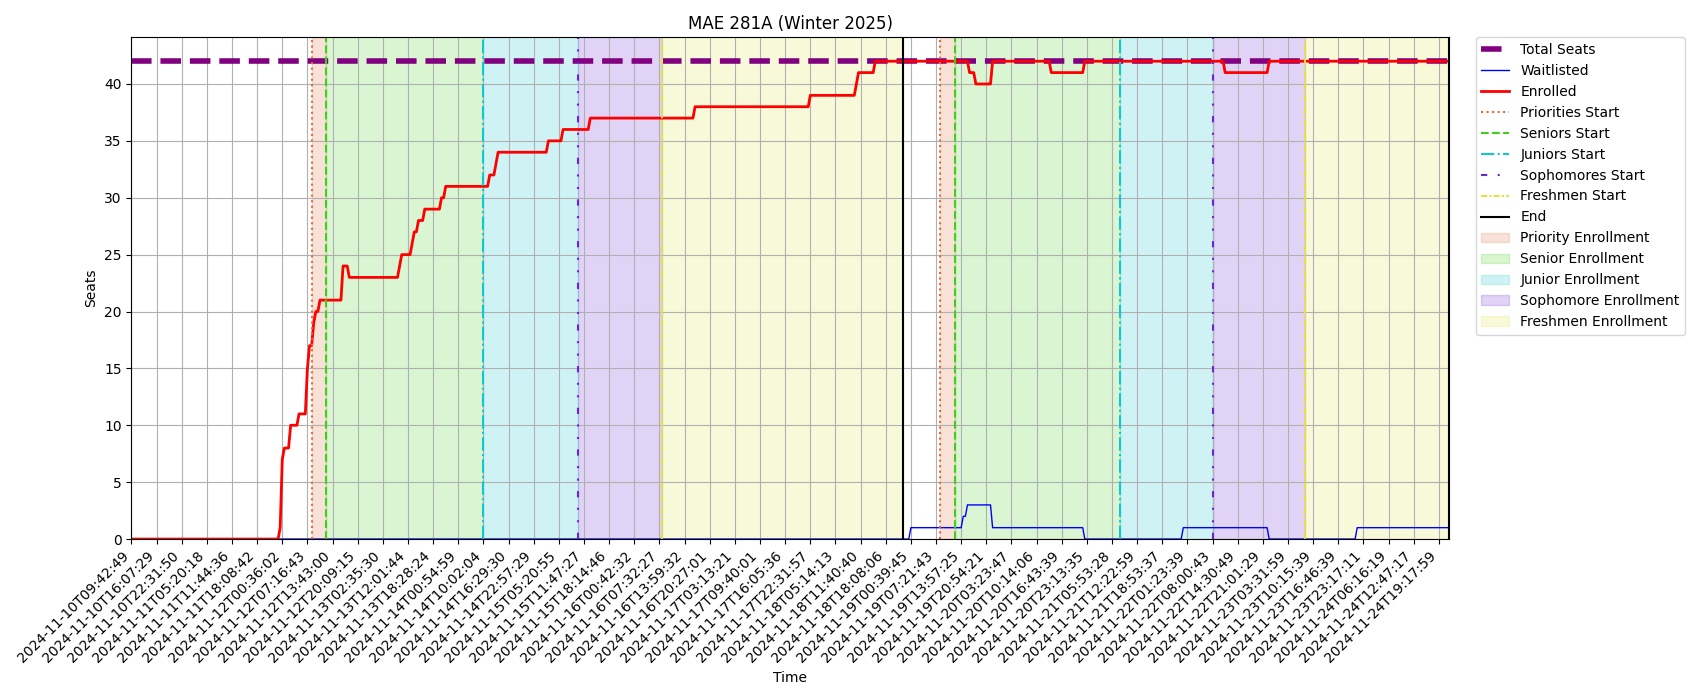 MAE 281A (Winter 2025)
Seats
40
35
30
25
20
15
10
5
0
2024-11-10T09:42:49
2024-11-10T16:07:29
2024-11-10T22:31:50
2024-11-11T05:20:18
2024-11-11T11:44:36
2024-11-11T18:08:42
2024-11-12T00:36:02
2024-11-12T07:16:43
2024-11-12T13:43:00
2024-11-12T20:09:15
2024-11-13T02:35:30
2024-11-13T12:01:44
2024-11-13T18:28:24
2024-11-14T00:54:59
2024-11-14T10:02:04
2024-11-14T16:29:30
2024-11-14T22:57:29
2024-11-15T05:20:55
2024-11-15T11:47:27
2024-11-15T18:14:46
2024-11-16T00:42:32
2024-11-16T07:32:27
2024-11-16T13:59:32
2024-11-16T20:27:01
2024-11-17T03:13:21
2024-11-17T09:40:01
2024-11-17T16:05:36
2024-11-17T22:31:57
2024-11-18T05:14:13
2024-11-18T11:40:40
2024-11-18T18:08:06
2024-11-19T00:39:45
2024-11-19T07:21:43
2024-11-19T13:57:25
2024-11-19T20:54:21
2024-11-20T03:23:47
2024-11-20T10:14:06
2024-11-20T16:43:39
2024-11-20T23:13:35
2024-11-21T05:53:28
2024-11-21T12:22:59
2024-11-21T18:53:37
2024-11-22T01:23:39
2024-11-22T08:00:43
2024-11-22T14:30:49
2024-11-22T21:01:29
2024-11-23T03:31:59
2024-11-23T10:15:39
2024-11-23T16:46:39
2024-11-23T23:17:11
2024-11-24T06:16:19
2024-11-24T12:47:17
2024-11-24T19:17:59
Time
Total Seats
Waitlisted
Enrolled
Priorities Start
Seniors Start
Juniors Start
Sophomores Start
Freshmen Start
End
Priority Enrollment
Senior Enrollment
Junior Enrollment
Sophomore Enrollment
Freshmen Enrollment